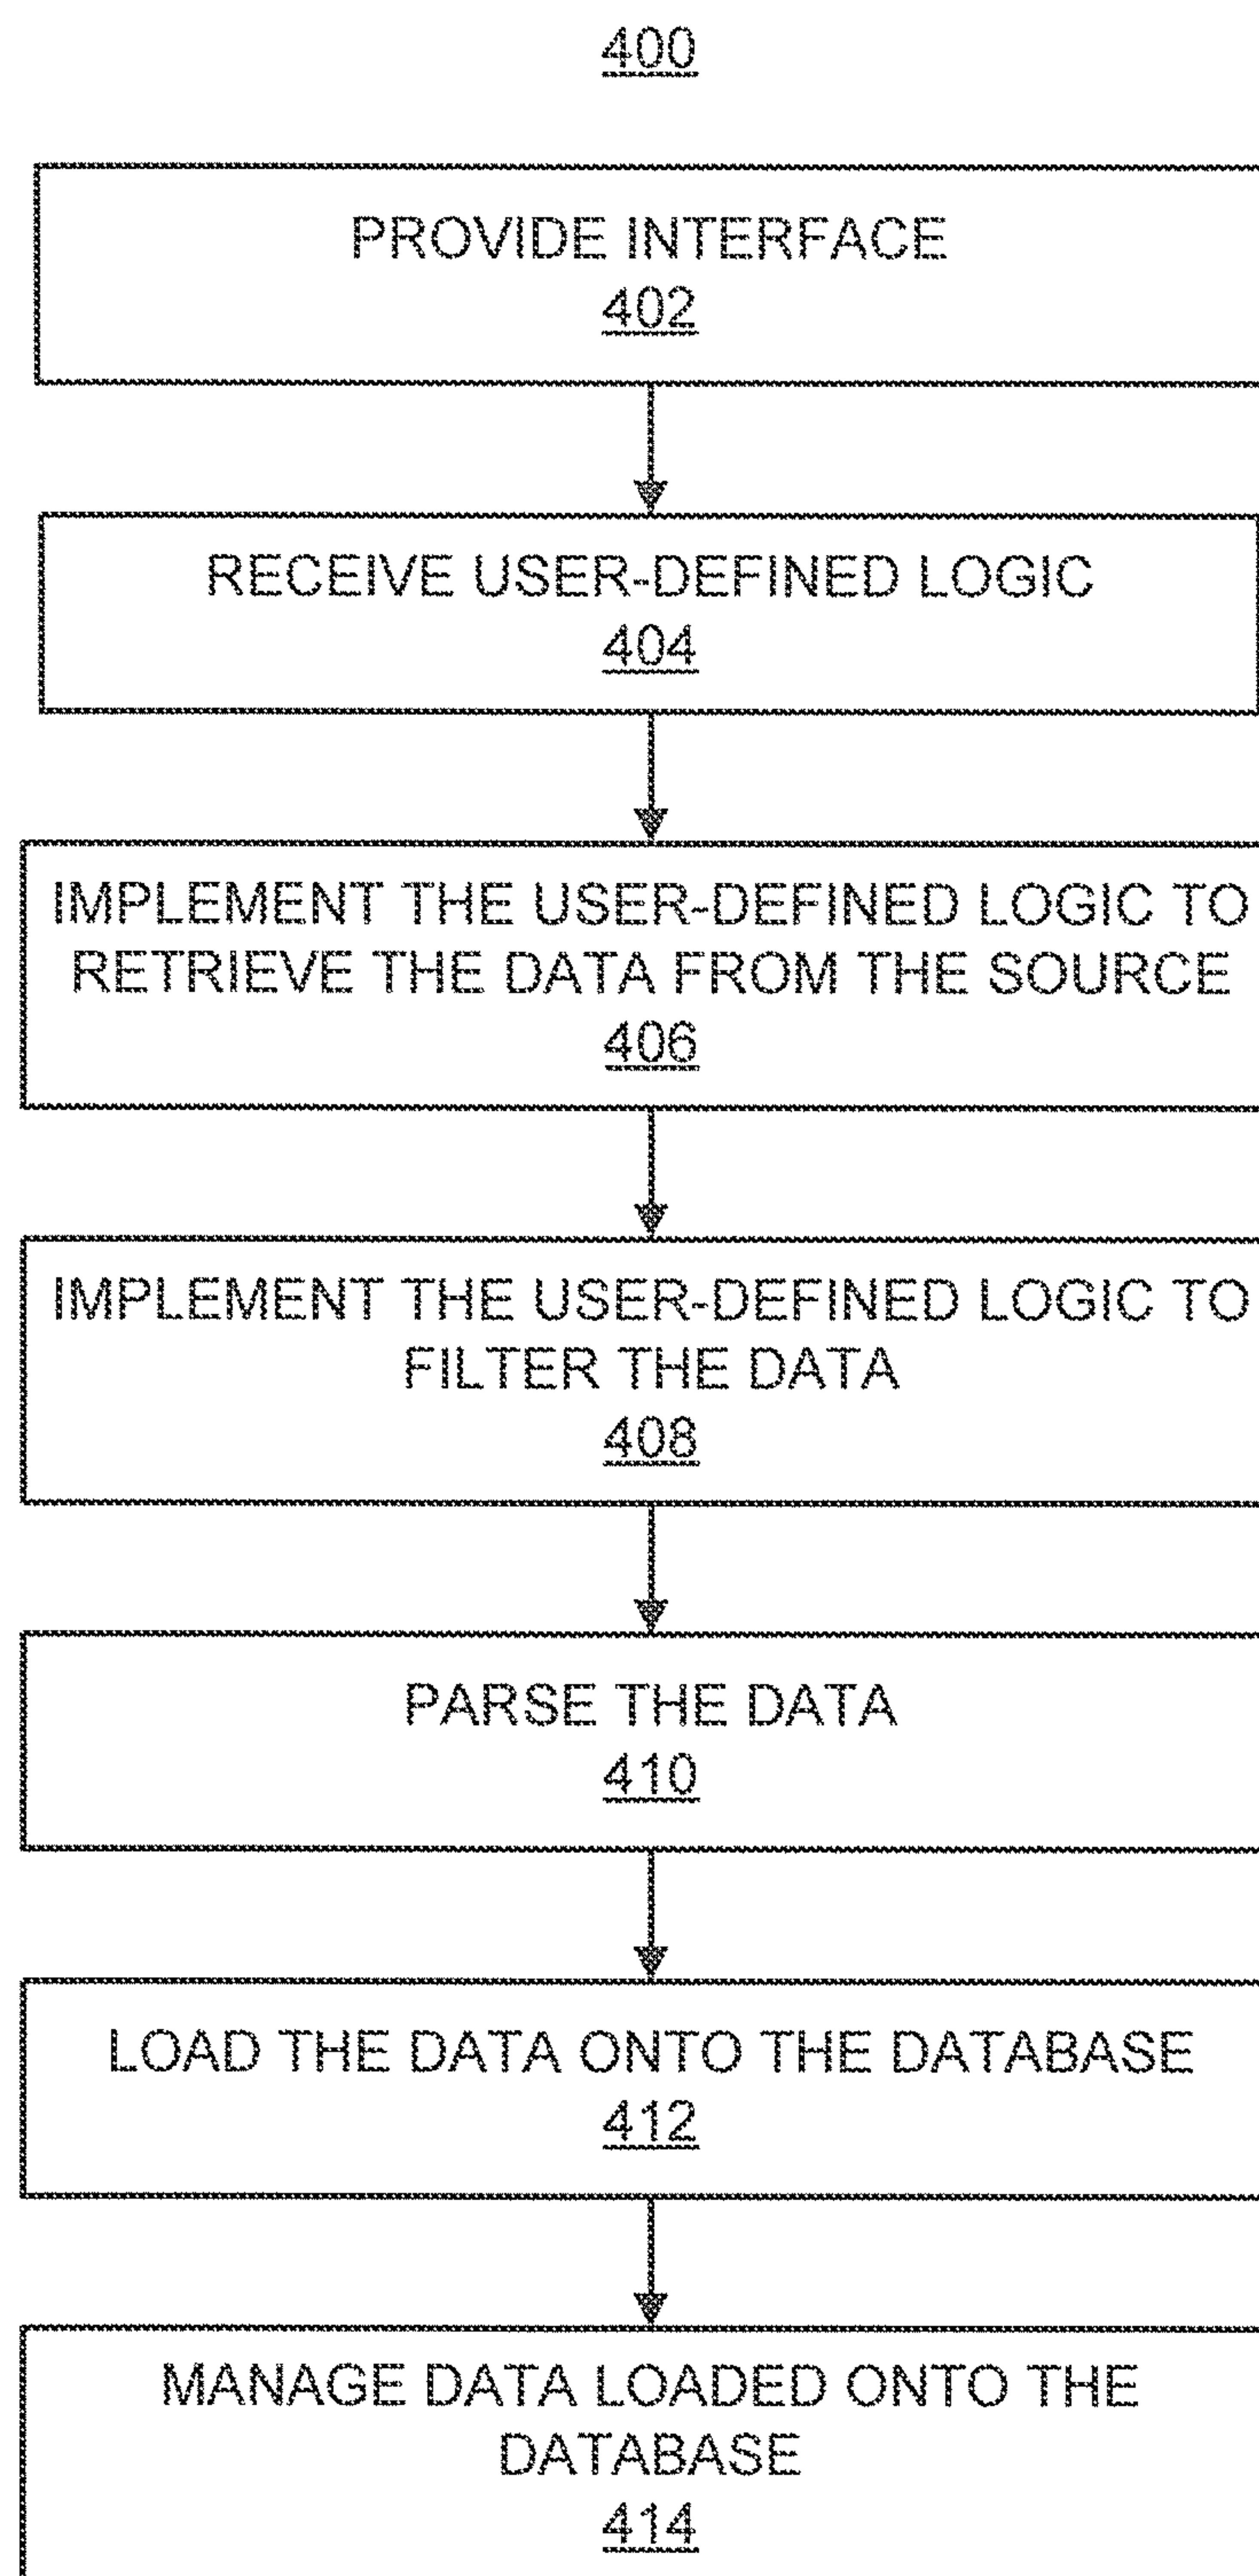 400
PROVIDE INTERFACE
402
RECEIVE USER-DEFINED LOGIC
404
IMPLEMENT THE USER-DEFINED LOGIC TO
RETRIEVE THE DATA FROM THE SOURCE
406
IMPLEMENT THE USER-DEFINED LOGIC TO
FILTER THE DATA
408
PARSE THE DATA
410
LOAD THE DATA ONTO THE DATABASE
412
MANAGE DATA LOADED ONTO THE
DATABASE
414